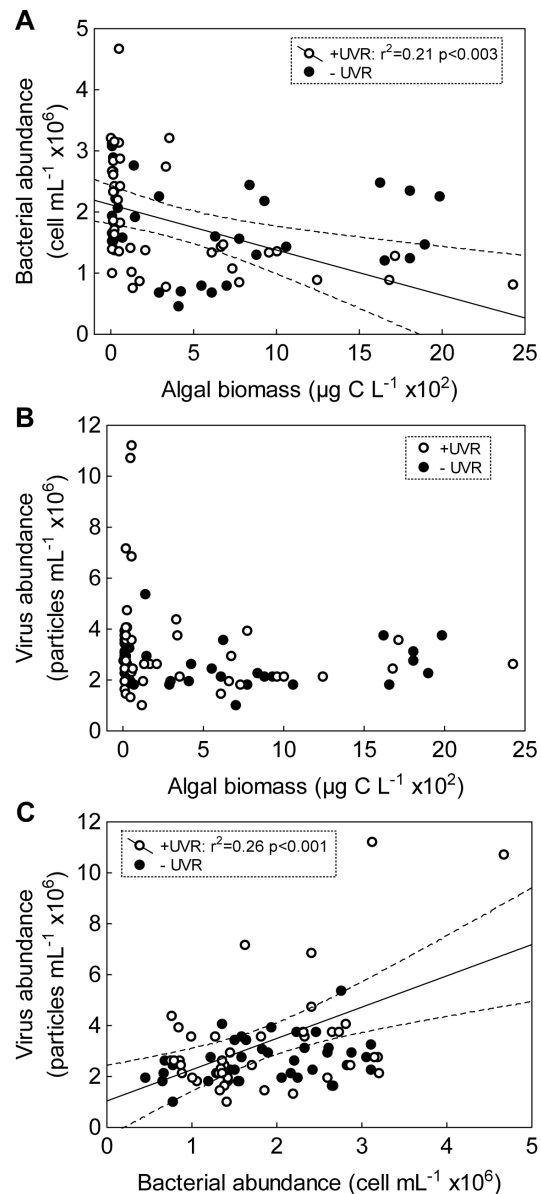 A
+UVR: r²=0.21 p<0.003
- UVR
Bacterial abundance
(cell mL⁻¹ x10⁶)
5
4
3
2
1
0
0 5 10 15 20 25
Algal biomass (µg C L⁻¹ x10²)
B
+UVR
- UVR
Virus abundance
(particles mL⁻¹ x10⁶)
12
10
8
6
4
2
0
0 5 10 15 20 25
Algal biomass (µg C L⁻¹ x10²)
C
+UVR: r²=0.26 p<0.001
- UVR
Virus abundance
(particles mL⁻¹ x10⁶)
12
10
8
6
4
2
0
0 1 2 3 4 5
Bacterial abundance (cell mL⁻¹ x10⁶)